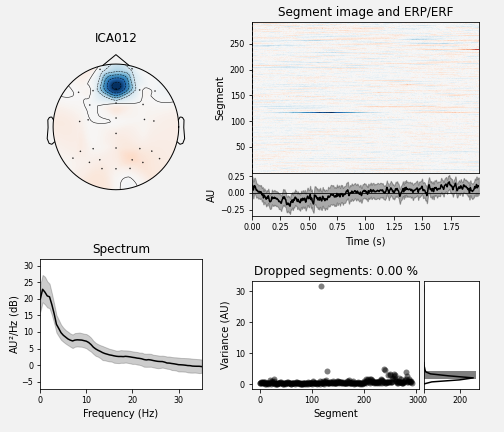 ICA012
Segment image and ERP/ERF
Segment
250
200
150
100
50
AU
0.25
0.00
−0.25
0.00 0.25 0.50 0.75 1.00 1.25 1.50 1.75
Time (s)
Spectrum
AU²/Hz (dB)
30
25
20
15
10
5
0
−5
0 10 20 30
Frequency (Hz)
Dropped segments: 0.00 %
Variance (AU)
30
20
10
0
0 100 200 300
Segment
0 200